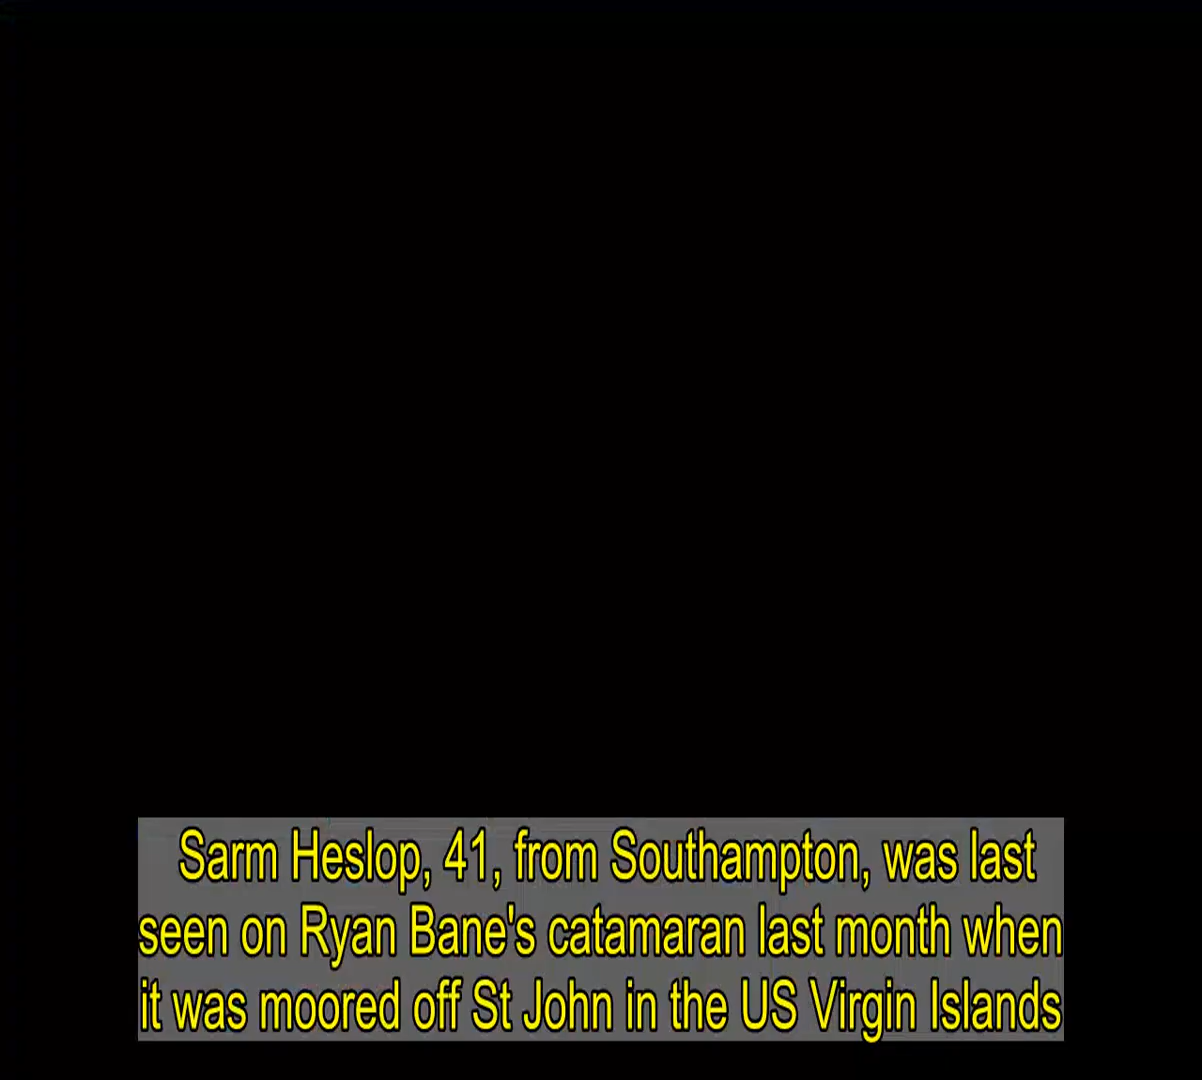 Sarm Heslop, 41, from Southampton, was last
seen on Ryan Bane's catamaran last month when
it was moored off St John in the US Virgin Islands